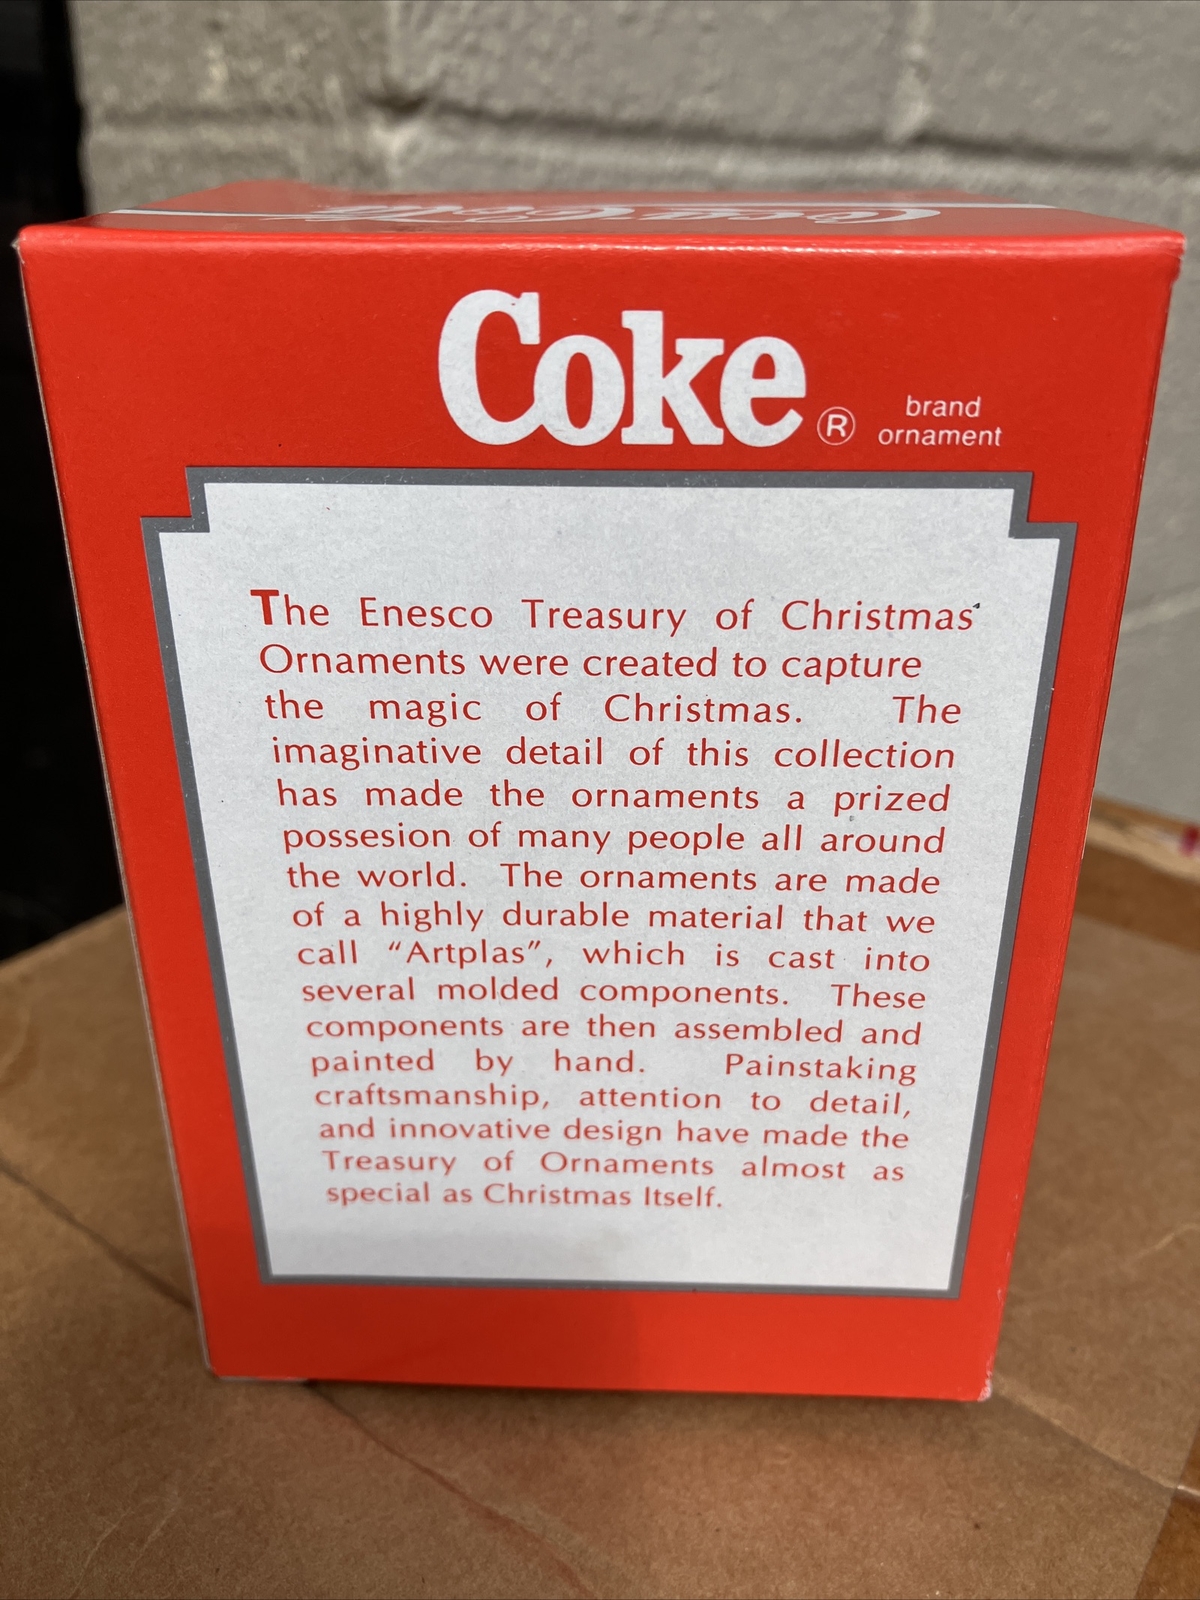 Coca-Cola
Coke® brand
ornament
The Enesco Treasury of Christmas
Ornaments were created to capture
the magic of Christmas. The
imaginative detail of this collection
has made the ornaments a prized
possesion of many people all around
the world. The ornaments are made
of a highly durable material that we
call “Artplas”, which is cast into
several molded components. These
components are then assembled and
painted by hand. Painstaking
craftsmanship, attention to detail,
and innovative design have made the
Treasury of Ornaments almost as
special as Christmas Itself.